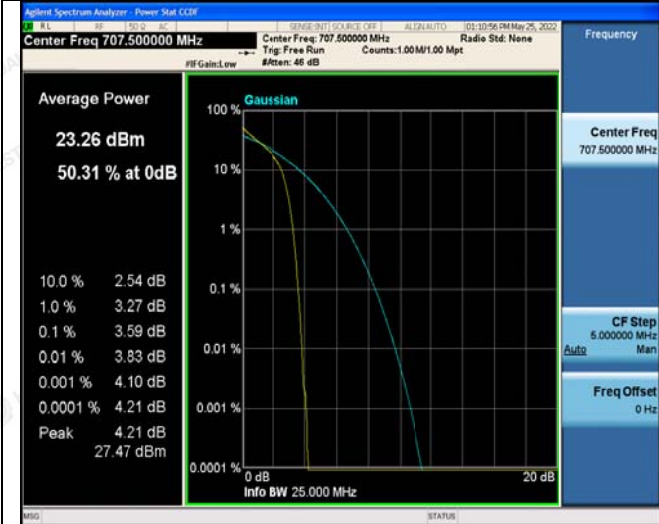 Agilent Spectrum Analyzer - Power Stat CCDF
RL RF 50 Ω AC SENSE:INT SOURCE OFF ALIGNAUTO 01:10:56 PM May 25, 2022
Center Freq 707.500000 MHz
Center Freq: 707.500000 MHz Radio Std: None
Trig: Free Run Counts:1.00 M/1.00 Mpt
#IFGain:Low #Atten: 46 dB
Frequency
Average Power
23.26 dBm
50.31 % at 0dB
10.0 % 2.54 dB
1.0 % 3.27 dB
0.1 % 3.59 dB
0.01 % 3.83 dB
0.001 % 4.10 dB
0.0001 % 4.21 dB
Peak 4.21 dB
27.47 dBm
Gaussian
100 %
10 %
1 %
0.1 %
0.01 %
0.001 %
0.0001 %
0 dB 20 dB
Info BW 25.000 MHz
Center Freq
707.500000 MHz
CF Step
5.000000 MHz
Auto Man
Freq Offset
0 Hz
MSG STATUS